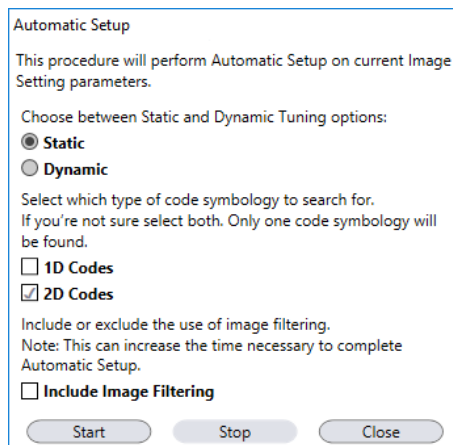 Automatic Setup
This procedure will perform Automatic Setup on current Image
Setting parameters.
Choose between Static and Dynamic Tuning options:
Static
Dynamic
Select which type of code symbology to search for.
If you're not sure select both. Only one code symbology will
be found.
1D Codes
2D Codes
Include or exclude the use of image filtering.
Note: This can increase the time necessary to complete
Automatic Setup.
Include Image Filtering
Start Stop Close